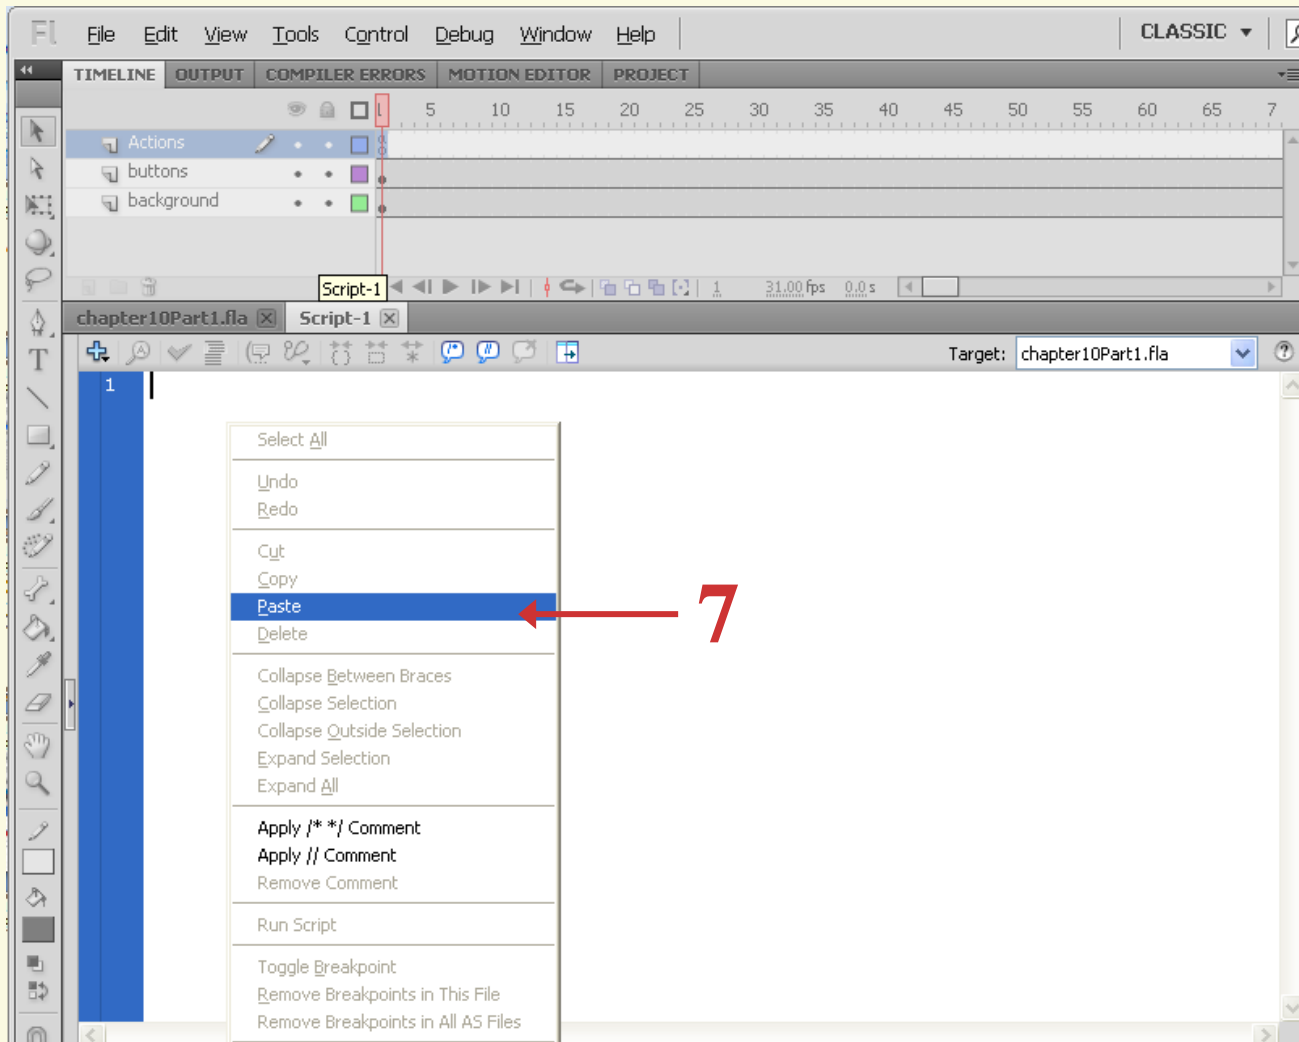 Fl File Edit View Tools Control Debug Window Help CLASSIC
TIMELINE OUTPUT COMPILER ERRORS MOTION EDITOR PROJECT
5 10 15 20 25 30 35 40 45 50 55 60 65 7
Actions
buttons
background
Script-1 1 31.00 fps 0.0 s
chapter10Part1.fla Script-1
Target: chapter10Part1.fla
1
Select All
Undo
Redo
Cut
Copy
Paste
7
Delete
Collapse Between Braces
Collapse Selection
Collapse Outside Selection
Expand Selection
Expand All
Apply /* */ Comment
Apply // Comment
Remove Comment
Run Script
Toggle Breakpoint
Remove Breakpoints in This File
Remove Breakpoints in All AS Files